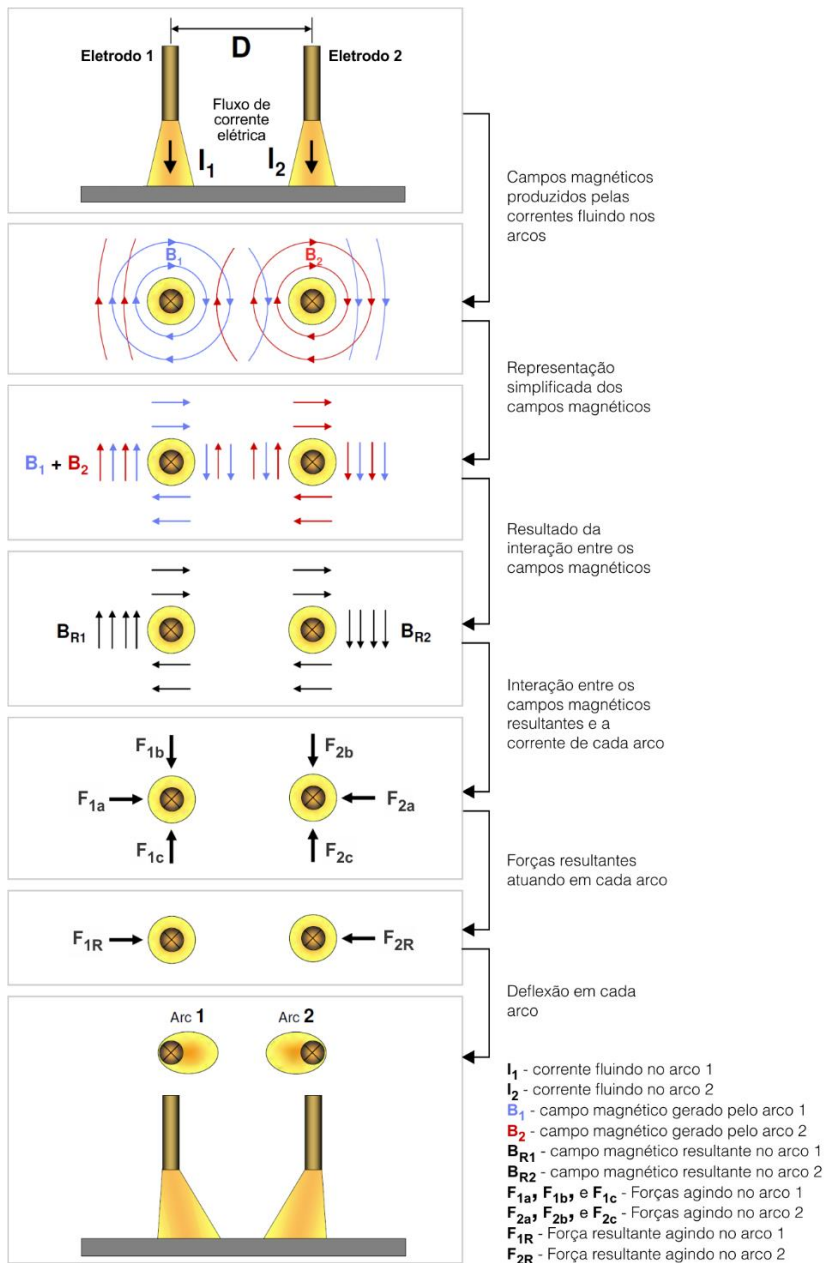 D
Eletrodo 1
Eletrodo 2
Fluxo de
corrente
elétrica
I1
I2
Campos magnéticos
produzidos pelas
correntes fluindo nos
arcos
B1
B2
Representação
simplificada dos
campos magnéticos
B1 + B2
Resultado da
interação entre os
campos magnéticos
BR1
BR2
Interação entre os
campos magnéticos
resultantes e a
corrente de cada arco
F1b
F2b
F1a
F2a
F1c
F2c
Forças resultantes
atuando em cada arco
F1R
F2R
Deflexão em cada
arco
Arc 1
Arc 2
I1 - corrente fluindo no arco 1
I2 - corrente fluindo no arco 2
B1 - campo magnético gerado pelo arco 1
B2 - campo magnético gerado pelo arco 2
BR1 - campo magnético resultante no arco 1
BR2 - campo magnético resultante no arco 2
F1a, F1b, e F1c - Forças agindo no arco 1
F2a, F2b, e F2c - Forças agindo no arco 2
F1R - Força resultante agindo no arco 1
F2R - Força resultante agindo no arco 2